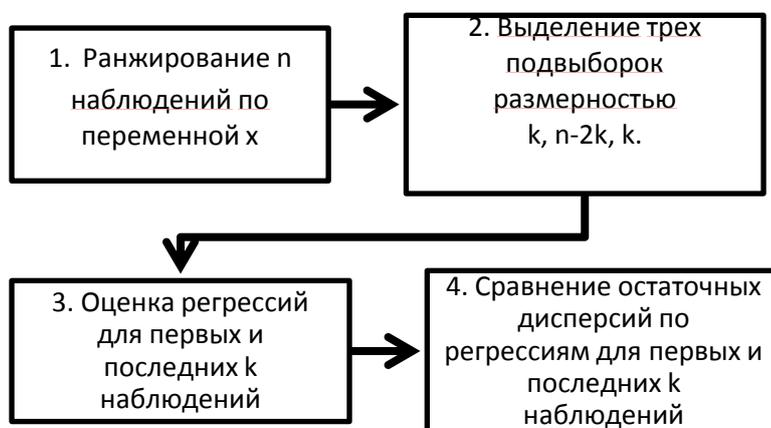 1. Ранжирование n
наблюдений по
переменной x
2. Выделение трех
подвыборок
размерностью
k, n-2k, k.
3. Оценка регрессий
для первых и
последних k
наблюдений
4. Сравнение остаточных
дисперсий по
регрессиям для первых и
последних k
наблюдений